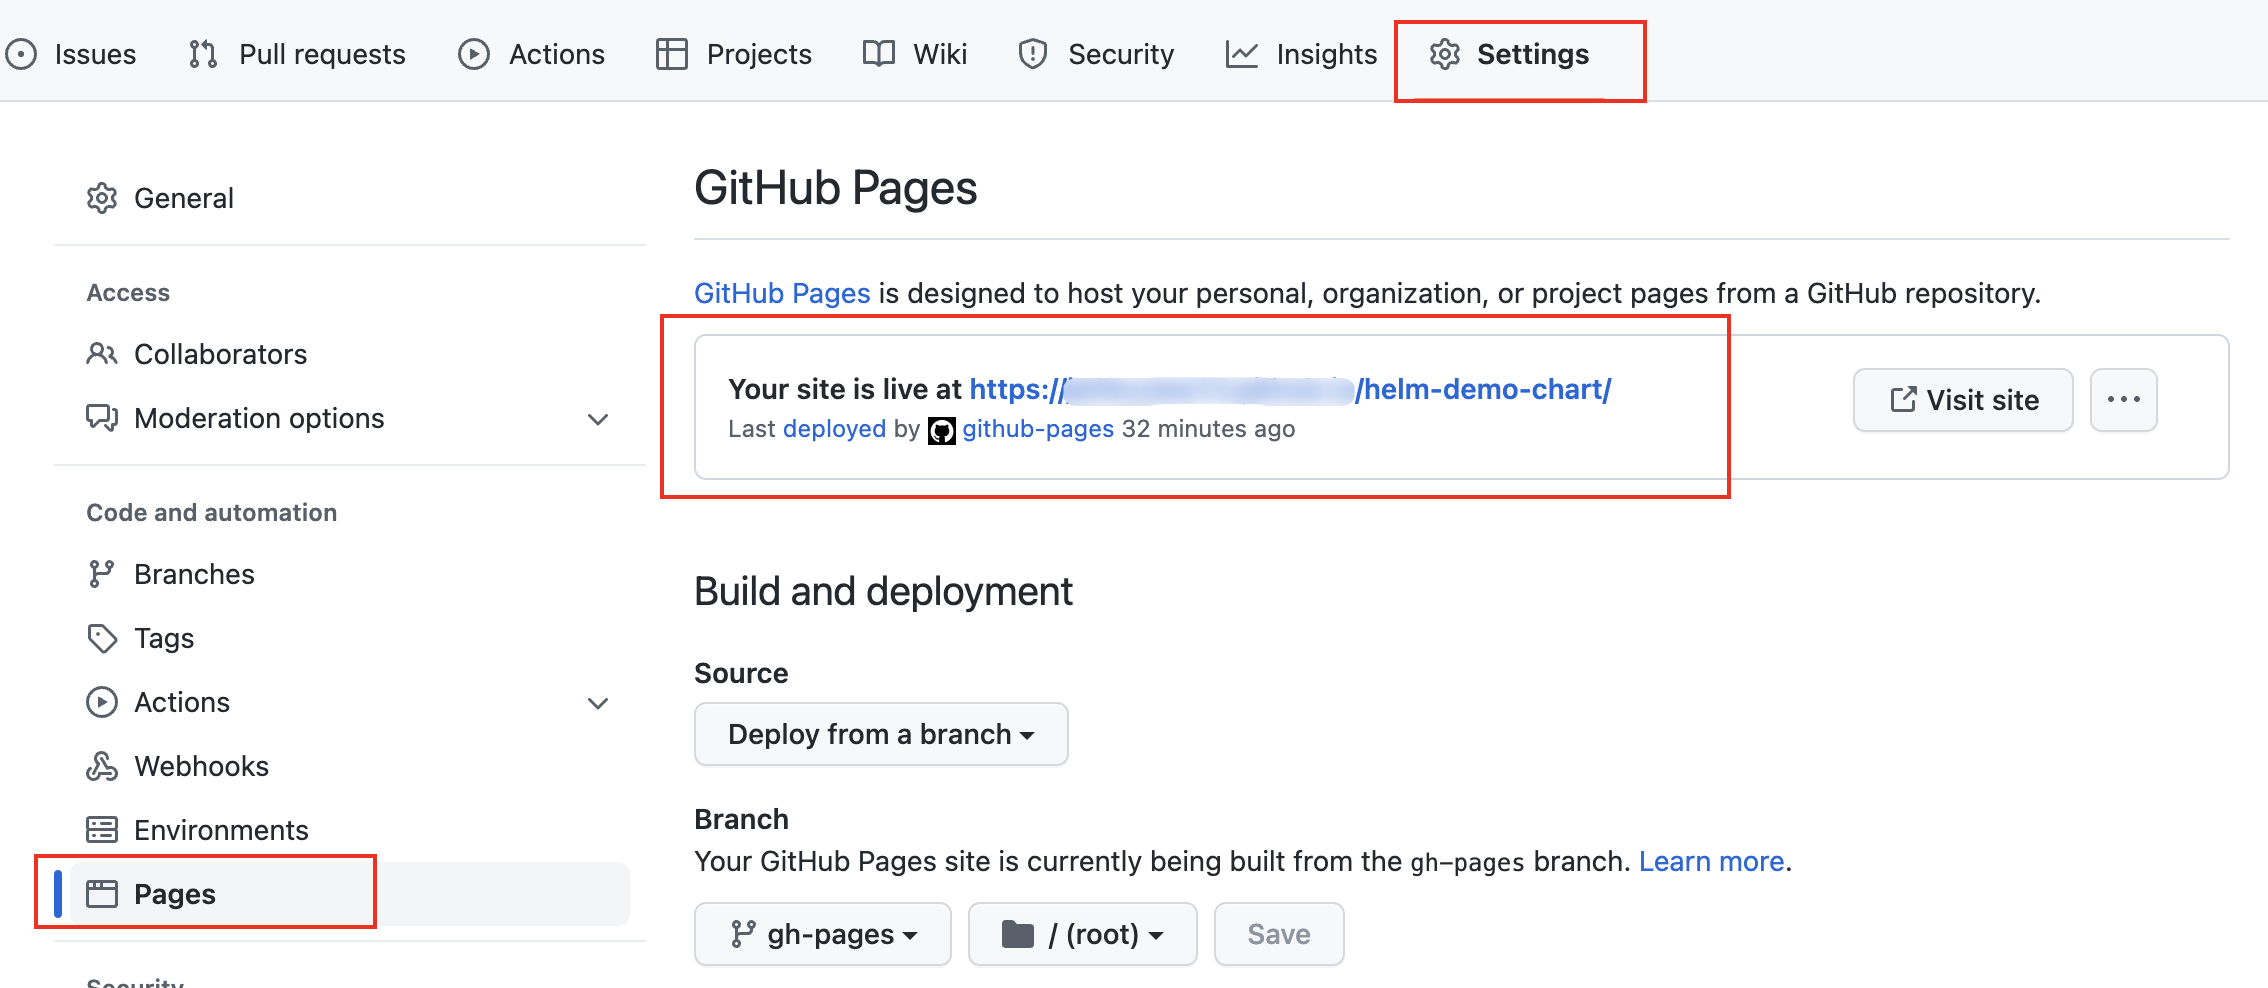 Issues Pull requests Actions Projects Wiki Security Insights Settings
General
Access
Collaborators
Moderation options
Code and automation
Branches
Tags
Actions
Webhooks
Environments
Pages
Security
GitHub Pages
GitHub Pages is designed to host your personal, organization, or project pages from a GitHub repository.
Your site is live at https:// /helm-demo-chart/
Last deployed by github-pages 32 minutes ago
Visit site
Build and deployment
Source
Deploy from a branch
Branch
Your GitHub Pages site is currently being built from the gh-pages branch. Learn more.
gh-pages / (root) Save